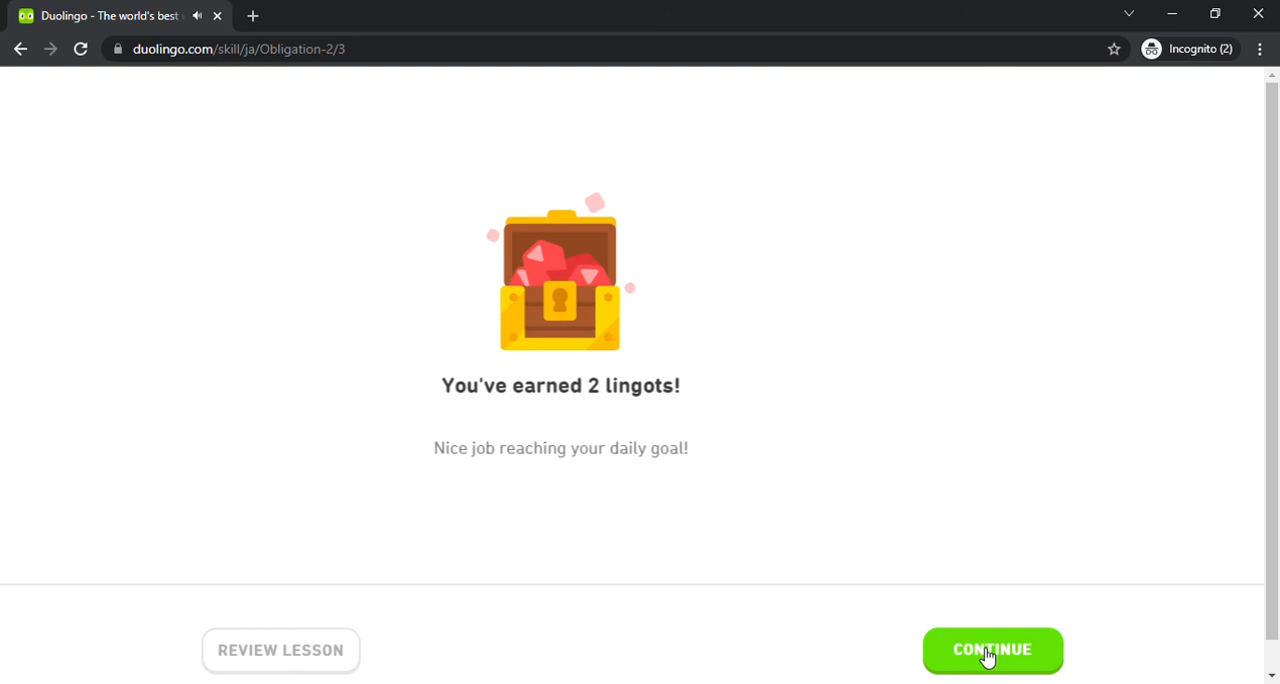 Duolingo - The world's best
duolingo.com/skill/ja/Obligation-2/3
Incognito (2)
You've earned 2 lingots!
Nice job reaching your daily goal!
REVIEW LESSON
CONTINUE